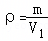 ρ = m/V₁